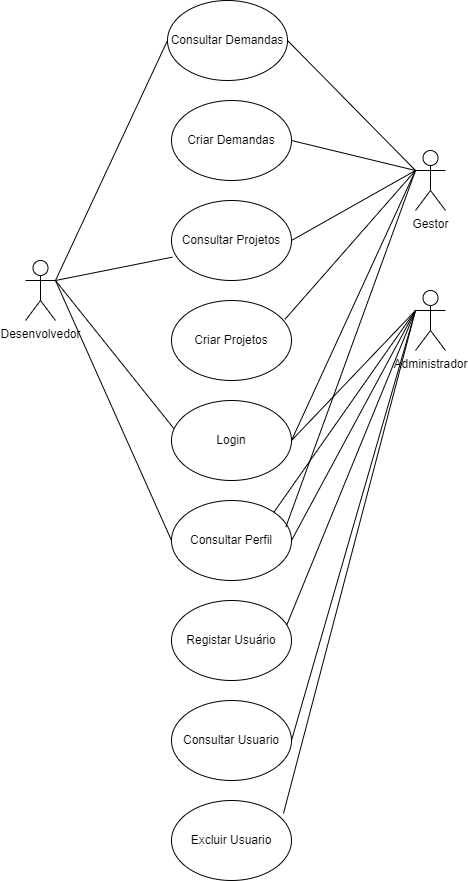 Consultar Demandas
Criar Demandas
Gestor
Consultar Projetos
Desenvolvedor
Criar Projetos
Administrador
Login
Consultar Perfil
Registar Usuário
Consultar Usuario
Excluir Usuario